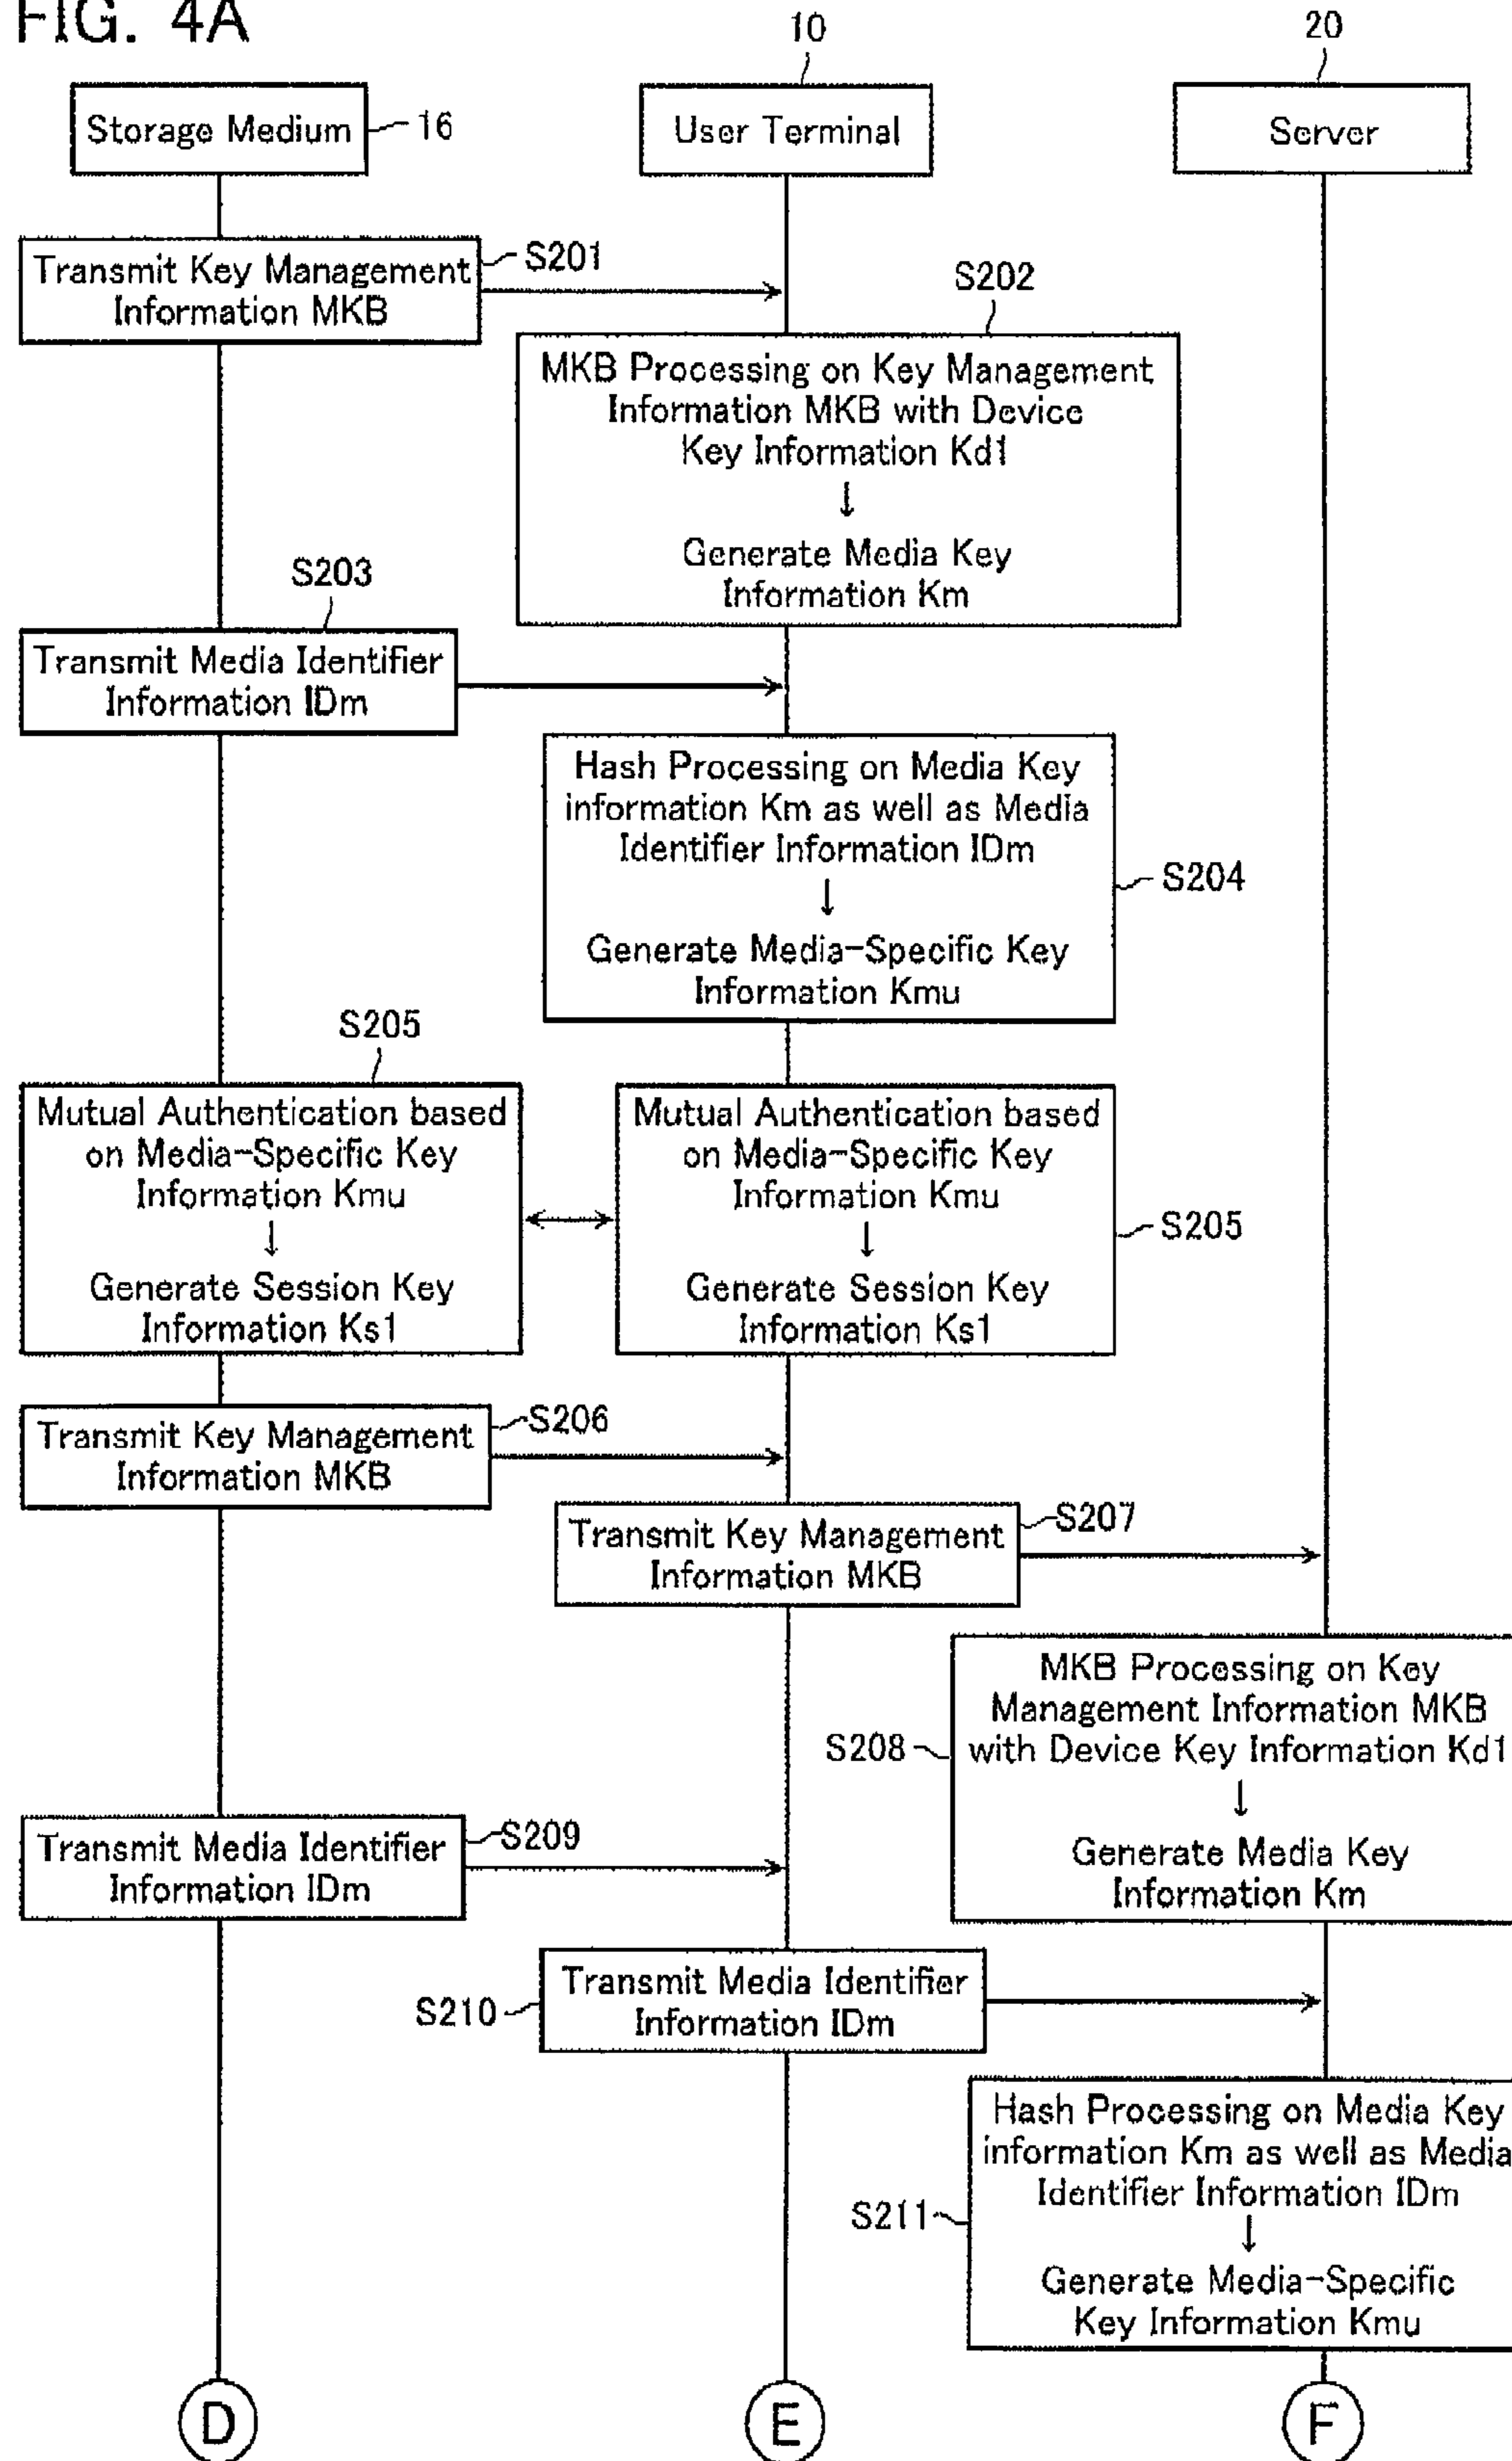 FIG. 4A
10
20
Storage Medium
16
User Terminal
Server
Transmit Key Management
Information MKB
S201
S202
MKB Processing on Key Management
Information MKB with Device
Key Information Kd1
↓
Generate Media Key
Information Km
S203
Transmit Media Identifier
Information IDm
Hash Processing on Media Key
information Km as well as Media
Identifier Information IDm
↓
Generate Media-Specific Key
Information Kmu
S204
S205
Mutual Authentication based
on Media-Specific Key
Information Kmu
↓
Generate Session Key
Information Ks1
Mutual Authentication based
on Media-Specific Key
Information Kmu
↓
Generate Session Key
Information Ks1
S205
Transmit Key Management
Information MKB
S206
Transmit Key Management
Information MKB
S207
MKB Processing on Key
Management Information MKB
with Device Key Information Kd1
↓
Generate Media Key
Information Km
S208
Transmit Media Identifier
Information IDm
S209
Transmit Media Identifier
Information IDm
S210
Hash Processing on Media Key
information Km as well as Media
Identifier Information IDm
↓
Generate Media-Specific
Key Information Kmu
S211
D
E
F